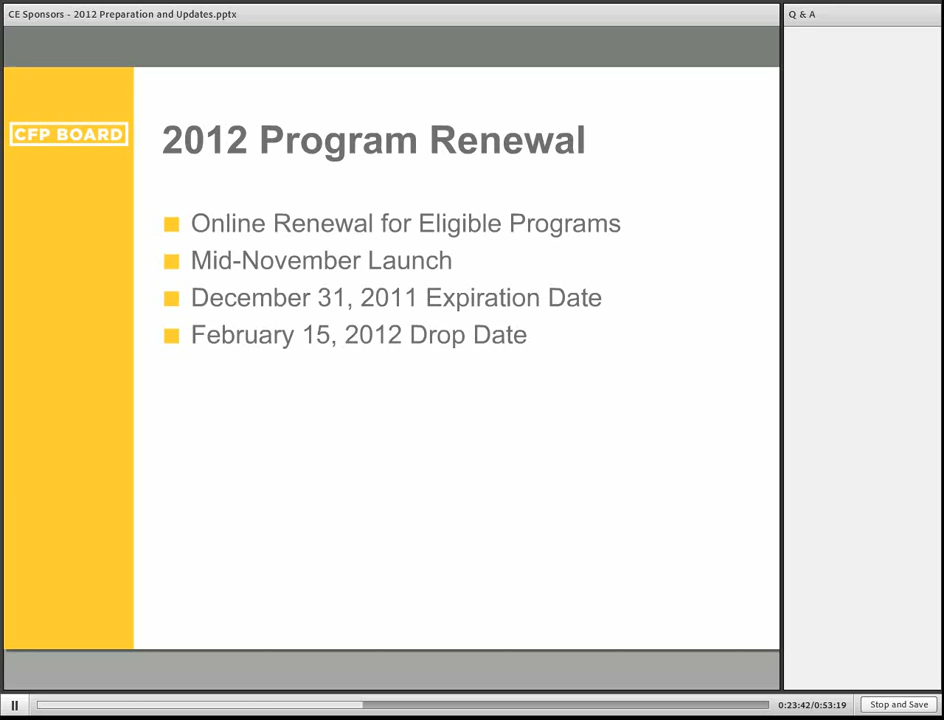 CE Sponsors - 2012 Preparation and Updates.pptx
Q & A
CFP BOARD
2012 Program Renewal
Online Renewal for Eligible Programs
Mid-November Launch
December 31, 2011 Expiration Date
February 15, 2012 Drop Date
0:23:42/0:53:19
Stop and Save